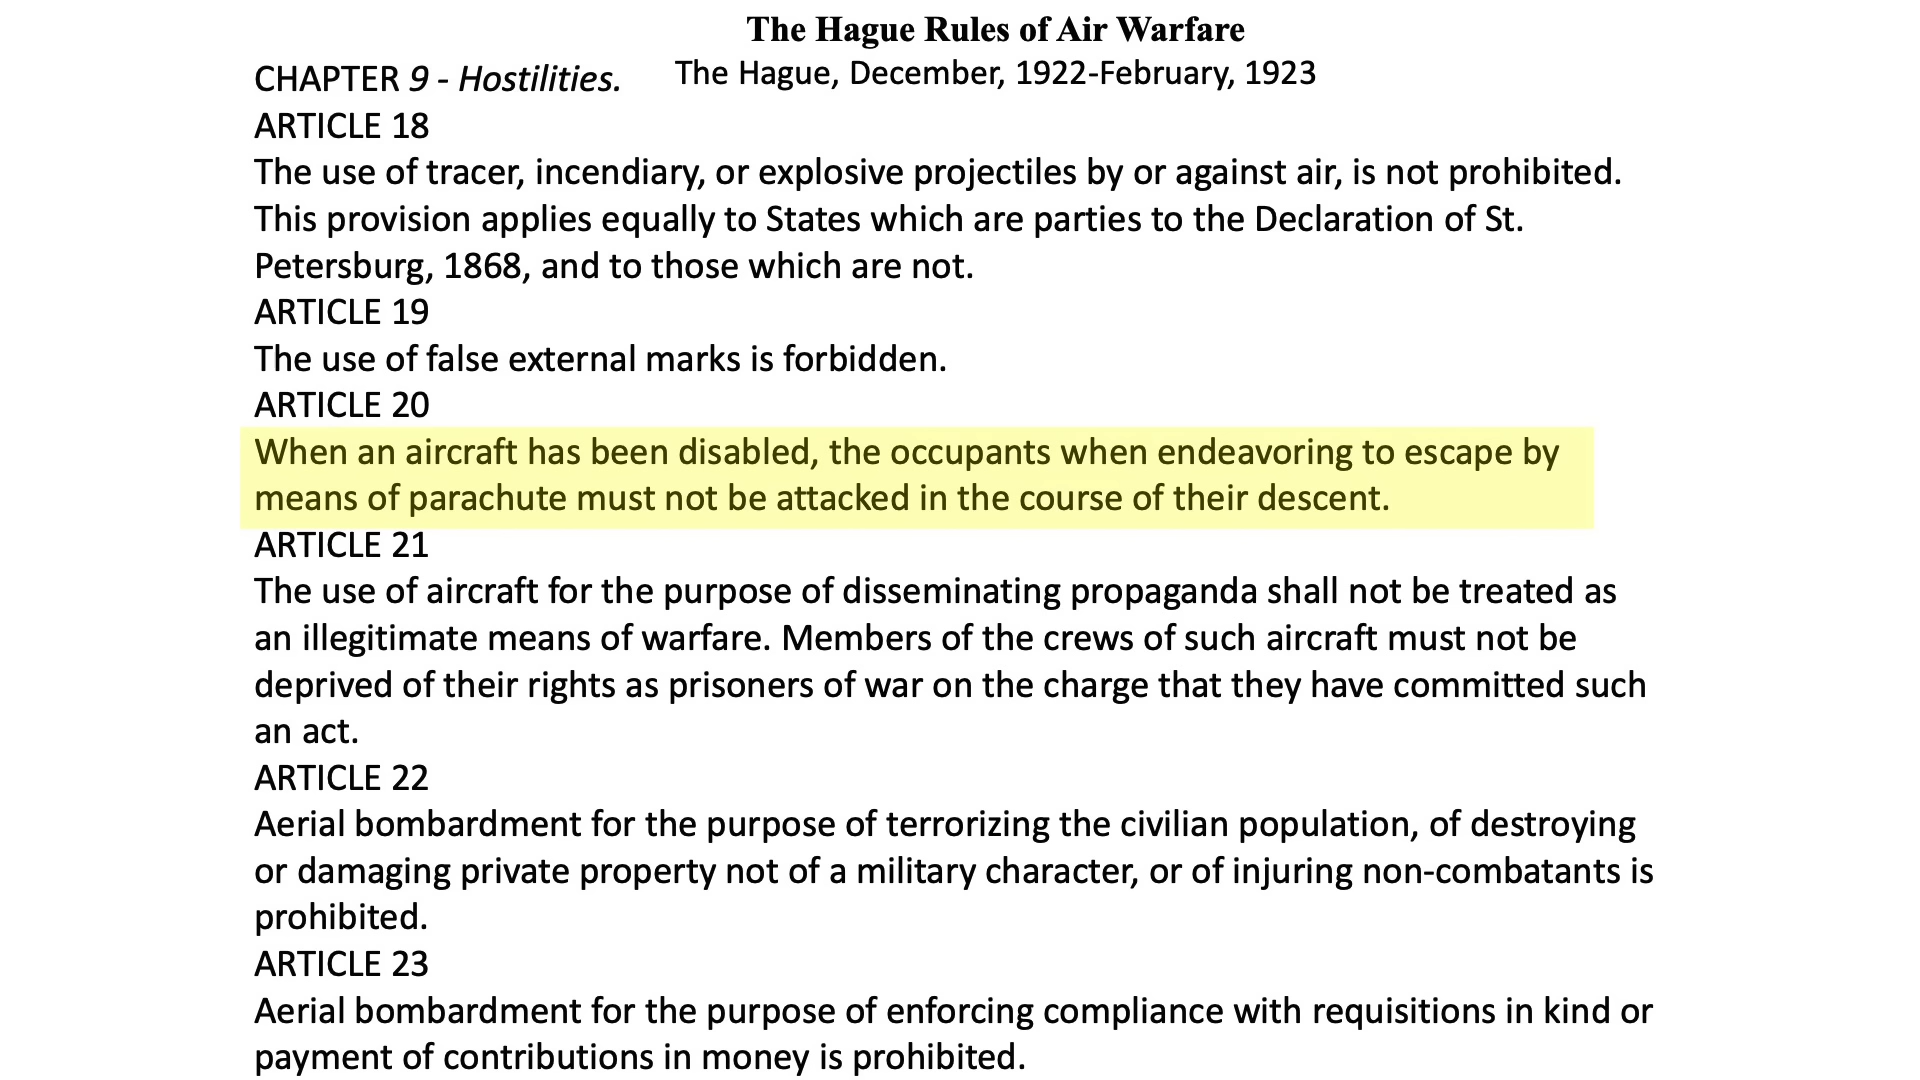 The Hague Rules of Air Warfare
The Hague, December, 1922-February, 1923
CHAPTER 9 - Hostilities.
ARTICLE 18
The use of tracer, incendiary, or explosive projectiles by or against air, is not prohibited.
This provision applies equally to States which are parties to the Declaration of St.
Petersburg, 1868, and to those which are not.
ARTICLE 19
The use of false external marks is forbidden.
ARTICLE 20
When an aircraft has been disabled, the occupants when endeavoring to escape by
means of parachute must not be attacked in the course of their descent.
ARTICLE 21
The use of aircraft for the purpose of disseminating propaganda shall not be treated as
an illegitimate means of warfare. Members of the crews of such aircraft must not be
deprived of their rights as prisoners of war on the charge that they have committed such
an act.
ARTICLE 22
Aerial bombardment for the purpose of terrorizing the civilian population, of destroying
or damaging private property not of a military character, or of injuring non-combatants is
prohibited.
ARTICLE 23
Aerial bombardment for the purpose of enforcing compliance with requisitions in kind or
payment of contributions in money is prohibited.